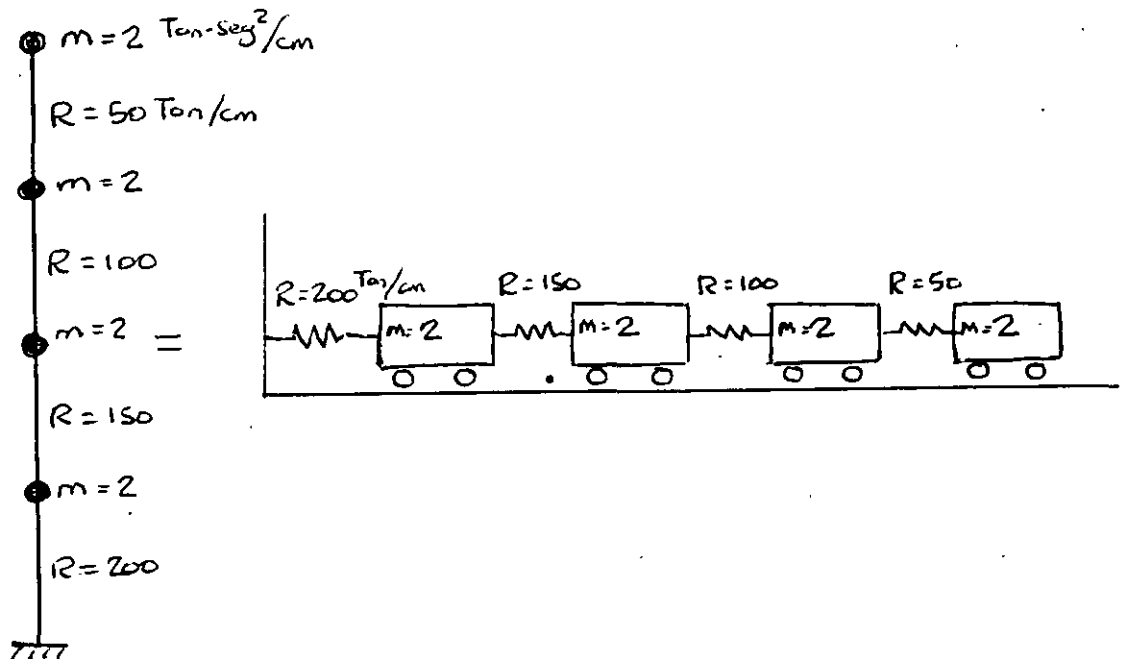 m=2 Ton-seg²/cm
R=50 Ton/cm
m=2
R=100
m=2 =
R=150
m=2
R=200
R=200 Ton/cm R=150 R=100 R=50
m=2 m=2 m=2 m=2